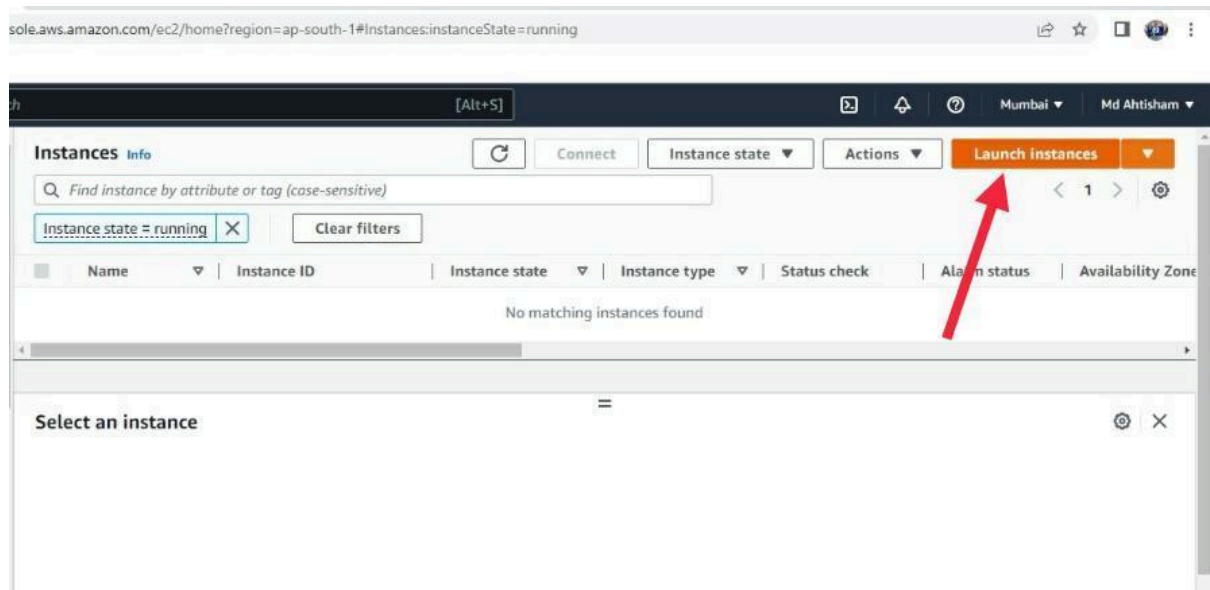 sole.aws.amazon.com/ec2/home?region=ap-south-1#Instances:instanceState=running
[Alt+S] Mumbai Md Ahtisham
Instances Info Connect Instance state Actions Launch instances
Find instance by attribute or tag (case-sensitive) 1
Instance state = running Clear filters
Name Instance ID Instance state Instance type Status check Alarm status Availability Zone
No matching instances found
Select an instance